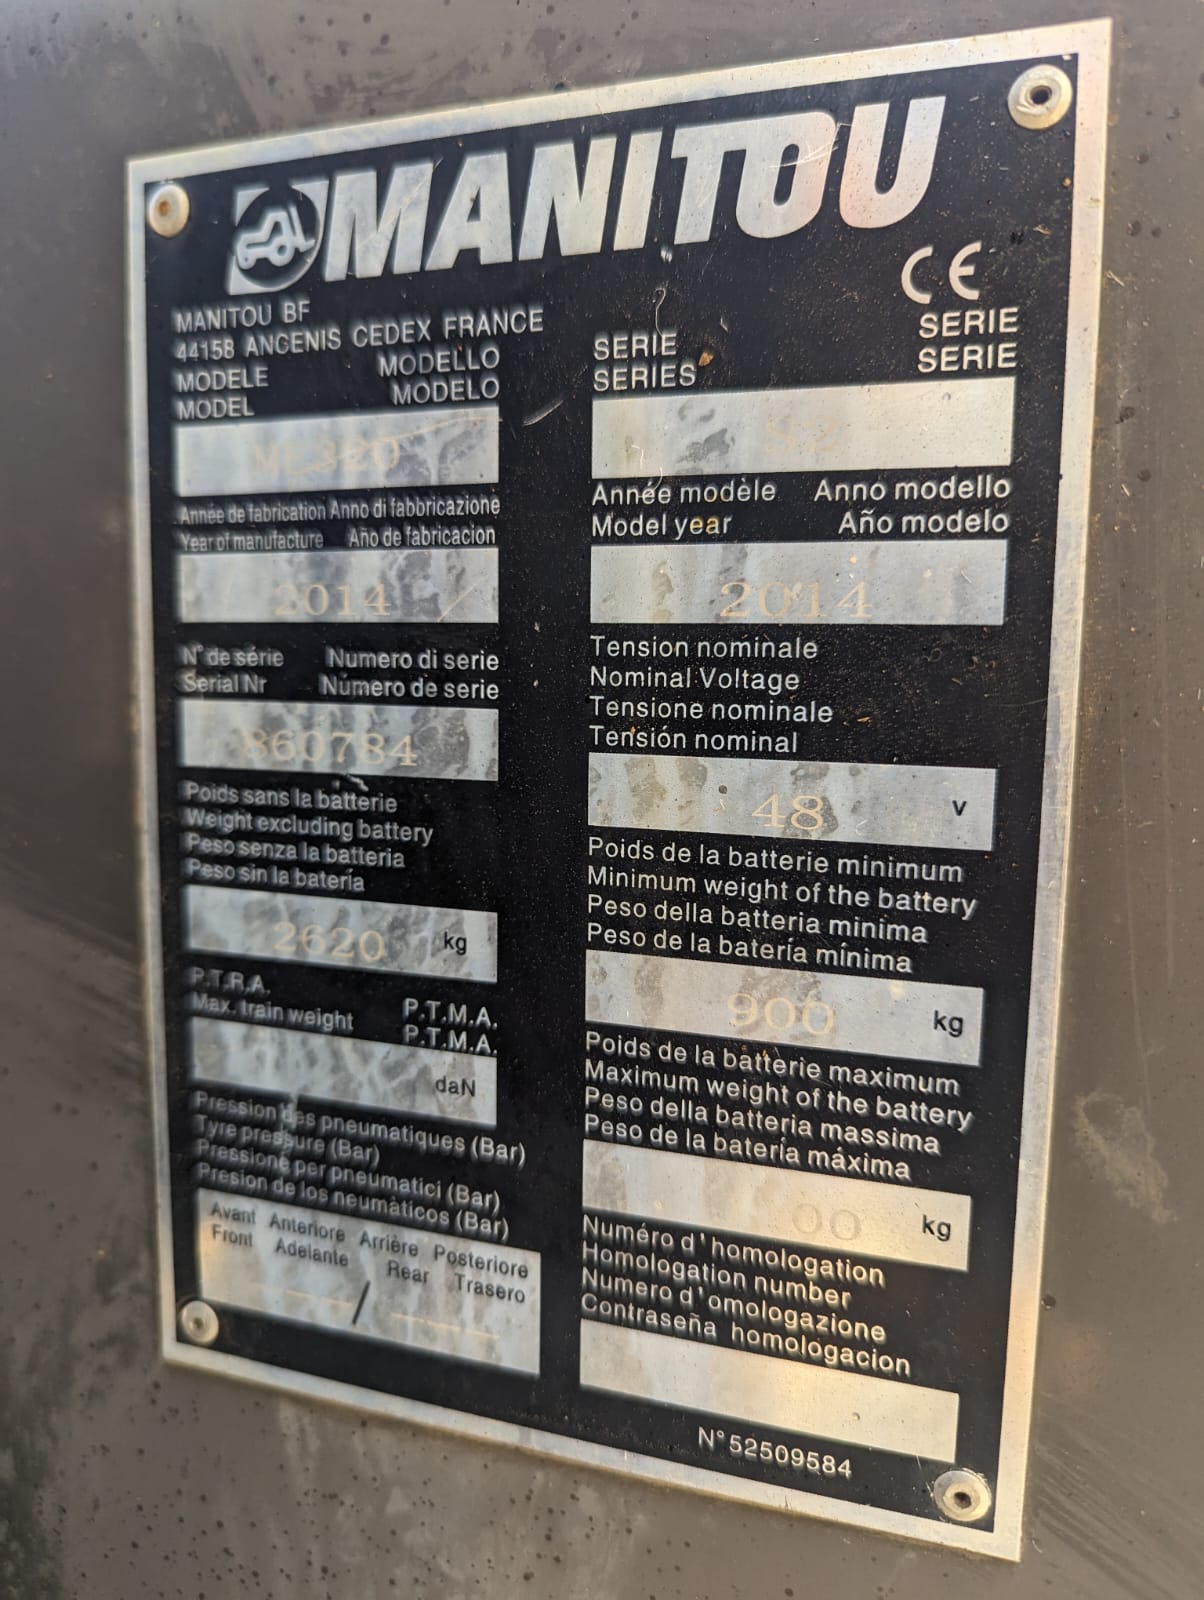 MANITOU
CE
MANITOU BF
44158 ANCENIS CEDEX FRANCE
MODELE MODELLO
MODEL MODELO
320
Année de fabrication Anno di fabbricazione
Year of manufacture Año de fabricacion
2014
N° de série Numero di serie
Serial Nr Número de serie
860784
Poids sans la batterie
Weight excluding battery
Peso senza la batteria
Peso sin la batería
2620 kg
P.T.R.A. P.T.M.A.
Max. train weight P.T.M.A.
daN
Pression des pneumatiques (Bar)
Tyre pressure (Bar)
Pressione per pneumatici (Bar)
Presion de los neumàticos (Bar)
Avant Anteriore Arrière Posteriore
Front Adelante Rear Trasero
/
SERIE SERIE
SERIES SERIE
S2
Année modèle Anno modello
Model year Año modelo
2014
Tension nominale
Nominal Voltage
Tensione nominale
Tensión nominal
48 V
Poids de la batterie minimum
Minimum weight of the battery
Peso della batteria minima
Peso de la batería mínima
900 kg
Poids de la batterie maximum
Maximum weight of the battery
Peso della batteria massima
Peso de la batería máxima
00 kg
Numéro d'homologation
Homologation number
Numero d'omologazione
Contraseña homologacion
N° 52509584